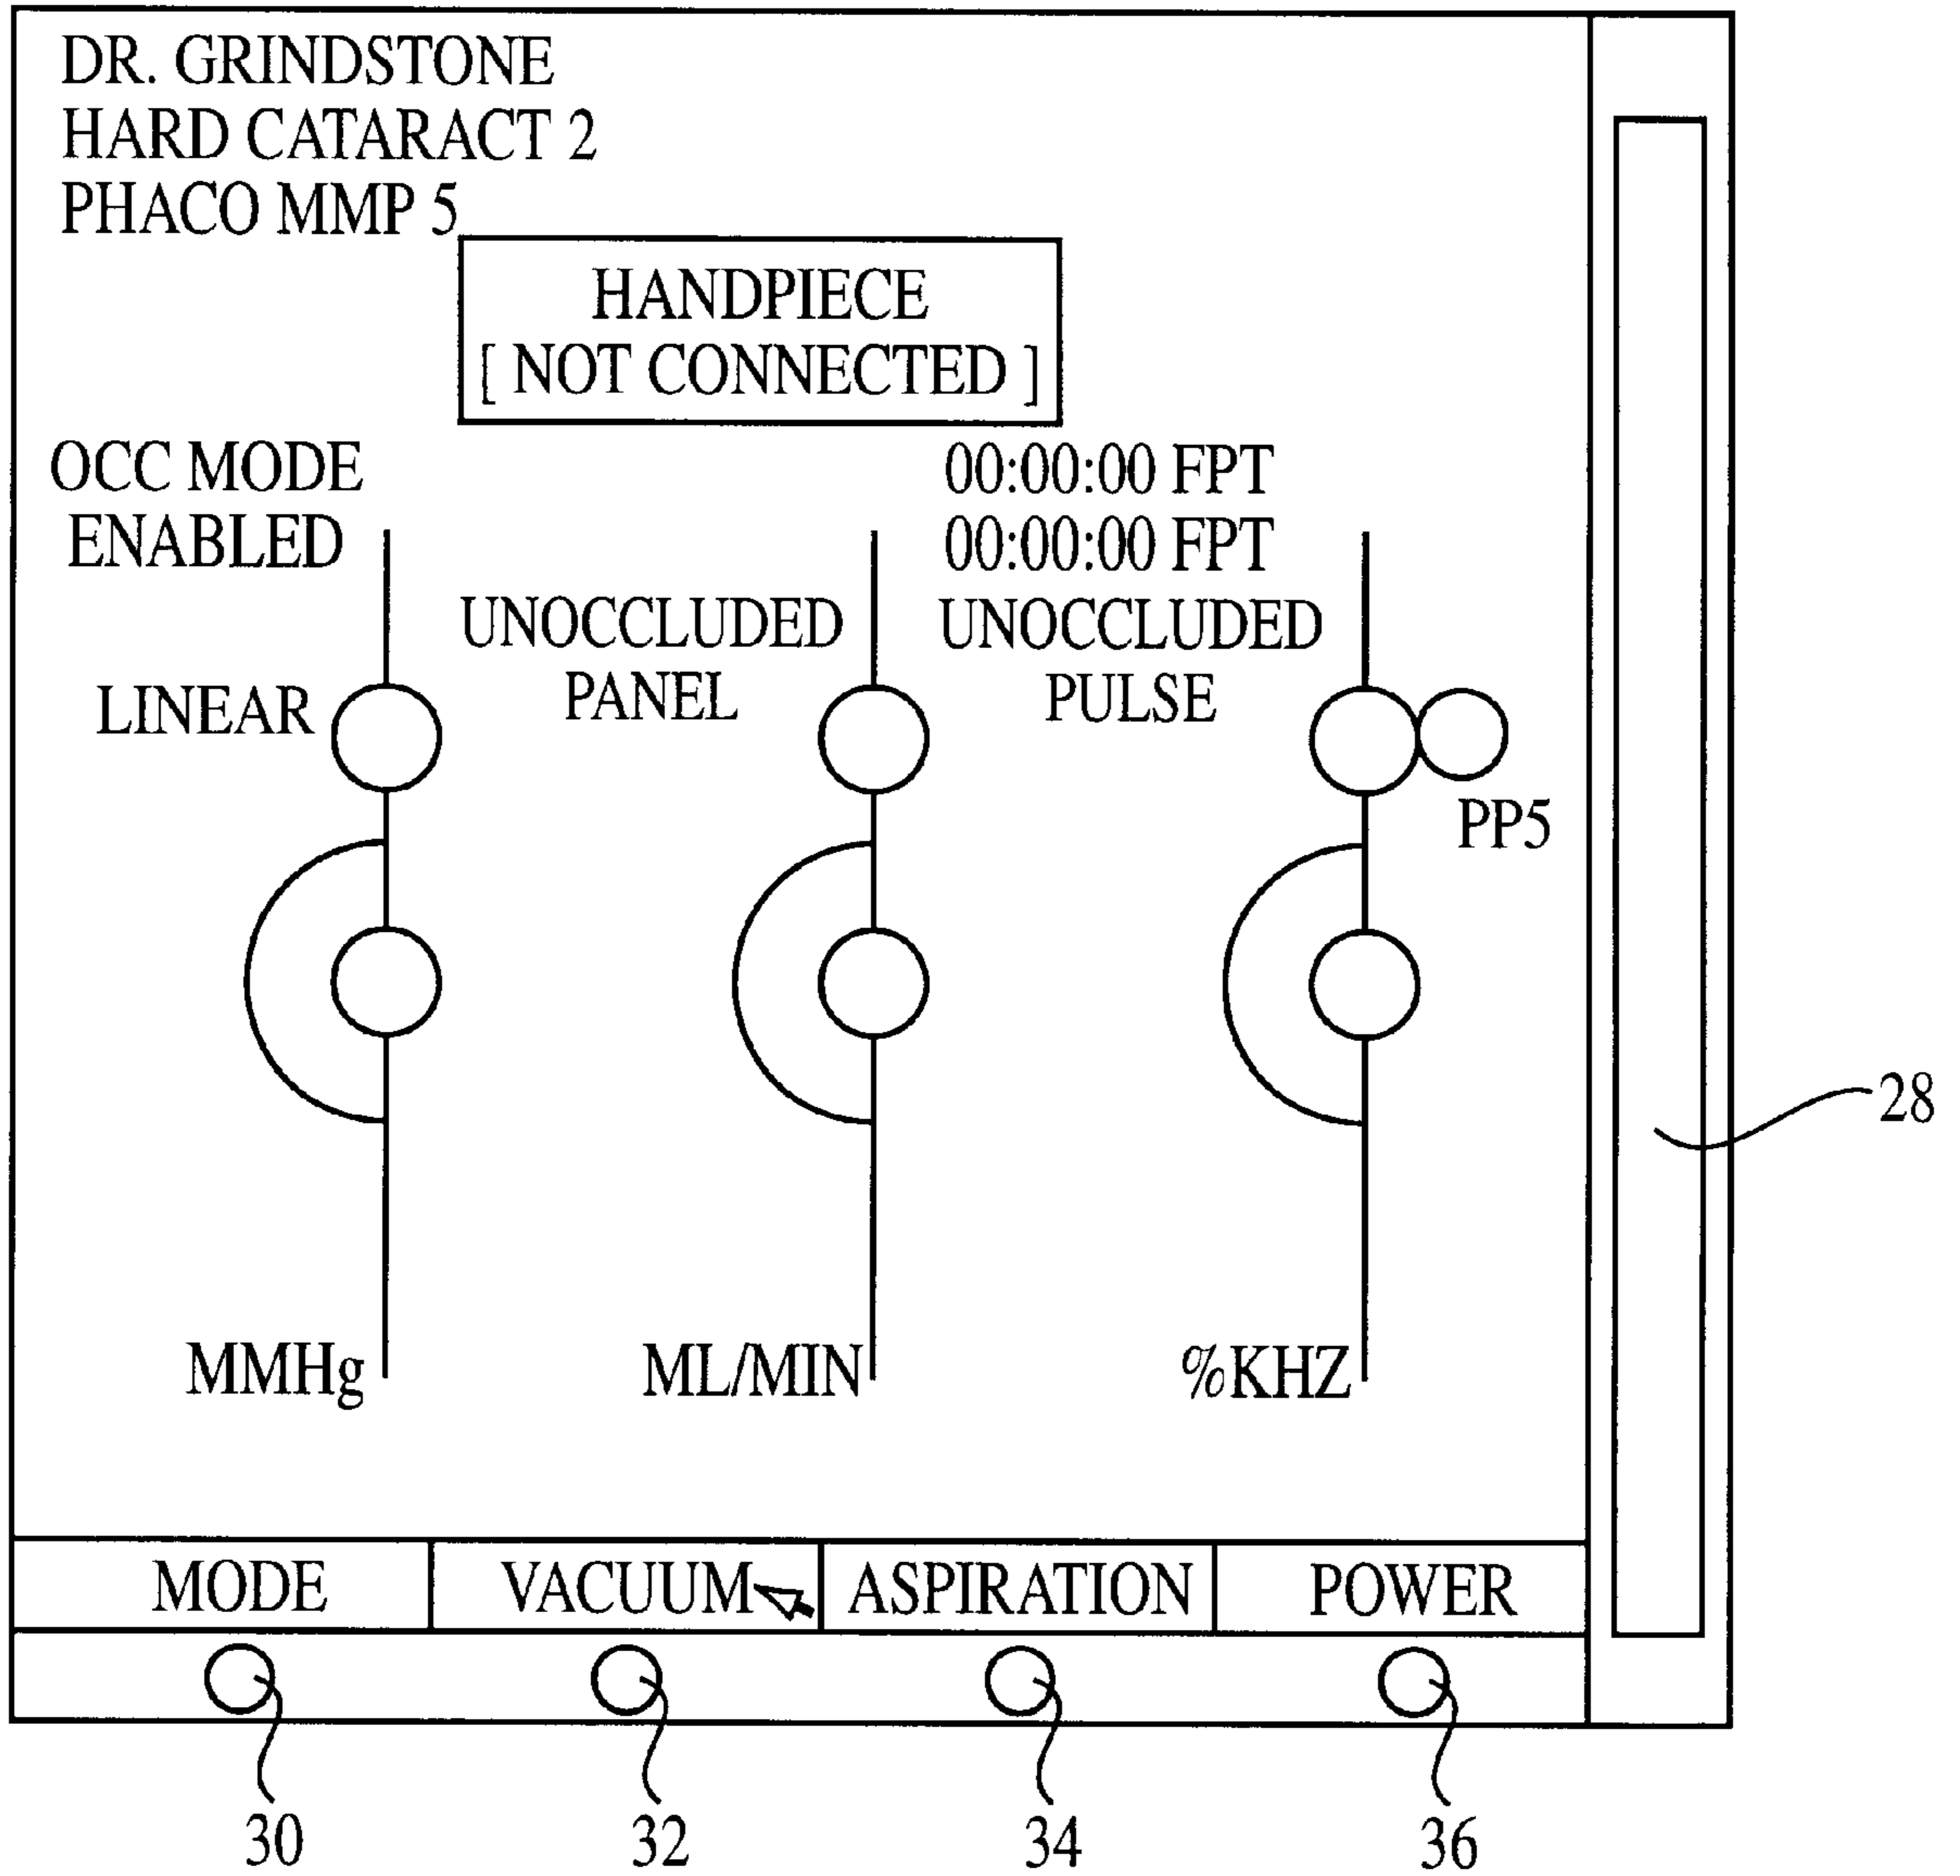 DR. GRINDSTONE
HARD CATARACT 2
PHACO MMP 5
HANDPIECE
[ NOT CONNECTED ]
OCC MODE
ENABLED
00:00:00 FPT
00:00:00 FPT
LINEAR
UNOCCLUDED
PANEL
UNOCCLUDED
PULSE
PP5
28
MMHg
ML/MIN
%KHZ
MODE
VACUUM
ASPIRATION
POWER
30
32
34
36